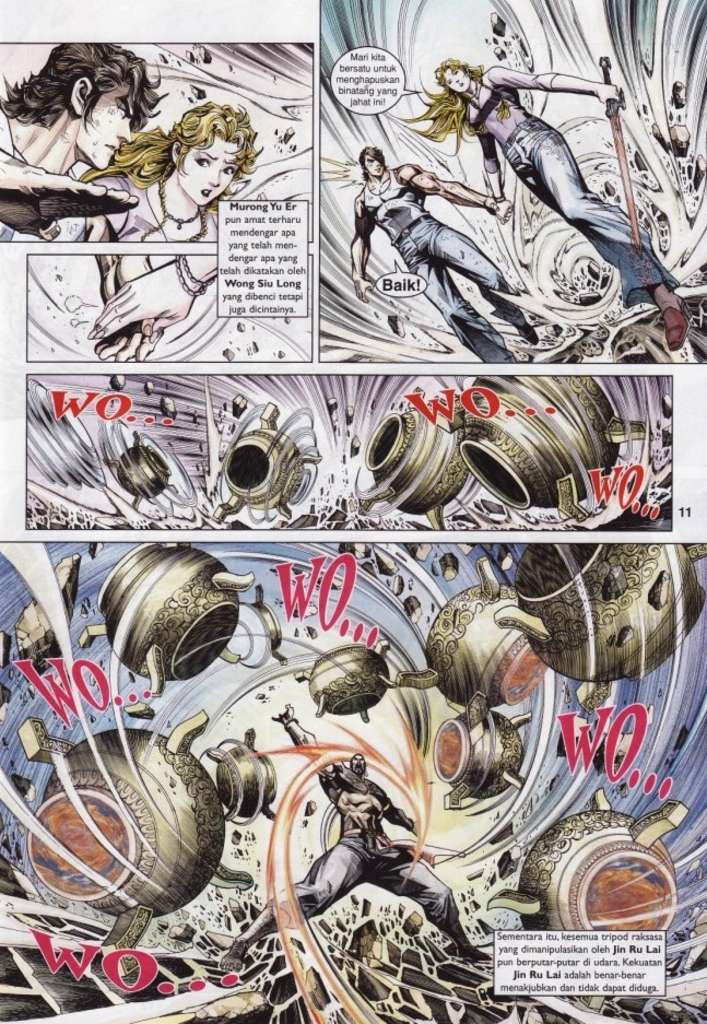 Murong Yu Er
pun amat terharu
mendengar apa
yang telah men-
dengar apa yang
telah dikatakan oleh
Wong Siu Long
yang dibenci tetapi
juga dicintainya.
Mari kita
bersatu untuk
menghapuskan
binatang yang
jahat ini!
Baik!
WO...
WO...
WO...
11
WO...
WO...
WO...
WO...
Sementara itu, kesemua tripod raksasa
yang dimanipulasikan oleh Jin Ru Lai
pun berputar-putar di udara. Kekuatan
Jin Ru Lai adalah benar-benar
menakjubkan dan tidak dapat diduga.